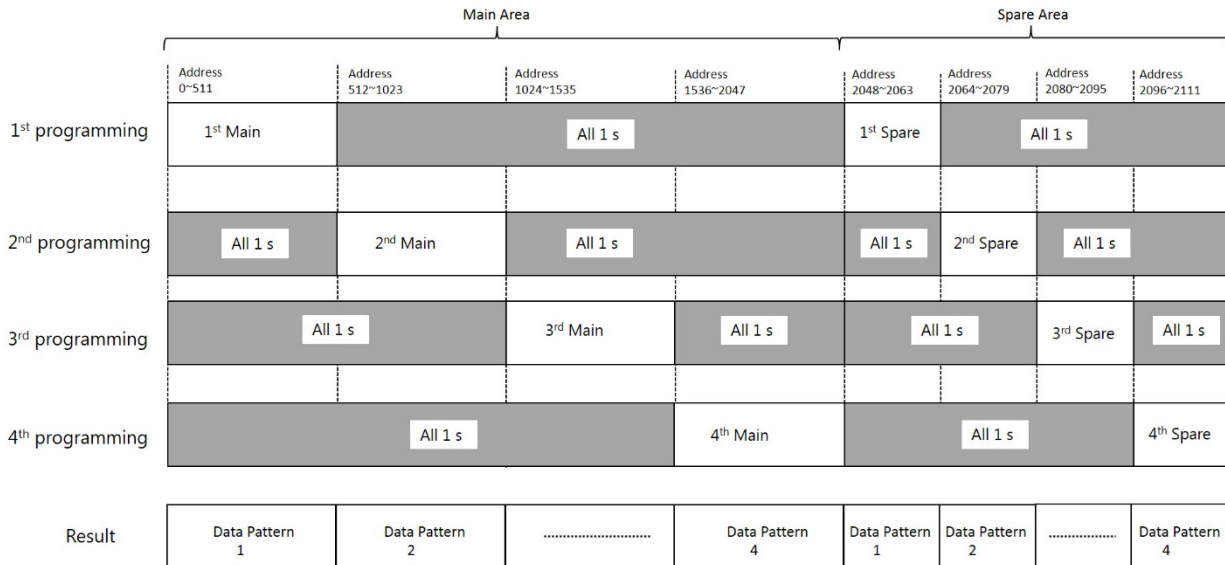 Main Area Spare Area
Address Address Address Address Address Address Address Address
0~511 512~1023 1024~1535 1536~2047 2048~2063 2064~2079 2080~2095 2096~2111
1st programming 1st Main All 1 s 1st Spare All 1 s
2nd programming All 1 s 2nd Main All 1 s All 1 s 2nd Spare All 1 s
3rd programming All 1 s 3rd Main All 1 s All 1 s 3rd Spare All 1 s
4th programming All 1 s 4th Main All 1 s 4th Spare
Result Data Pattern Data Pattern ........................... Data Pattern Data Pattern Data Pattern ............... Data Pattern
1 2 4 1 2 4